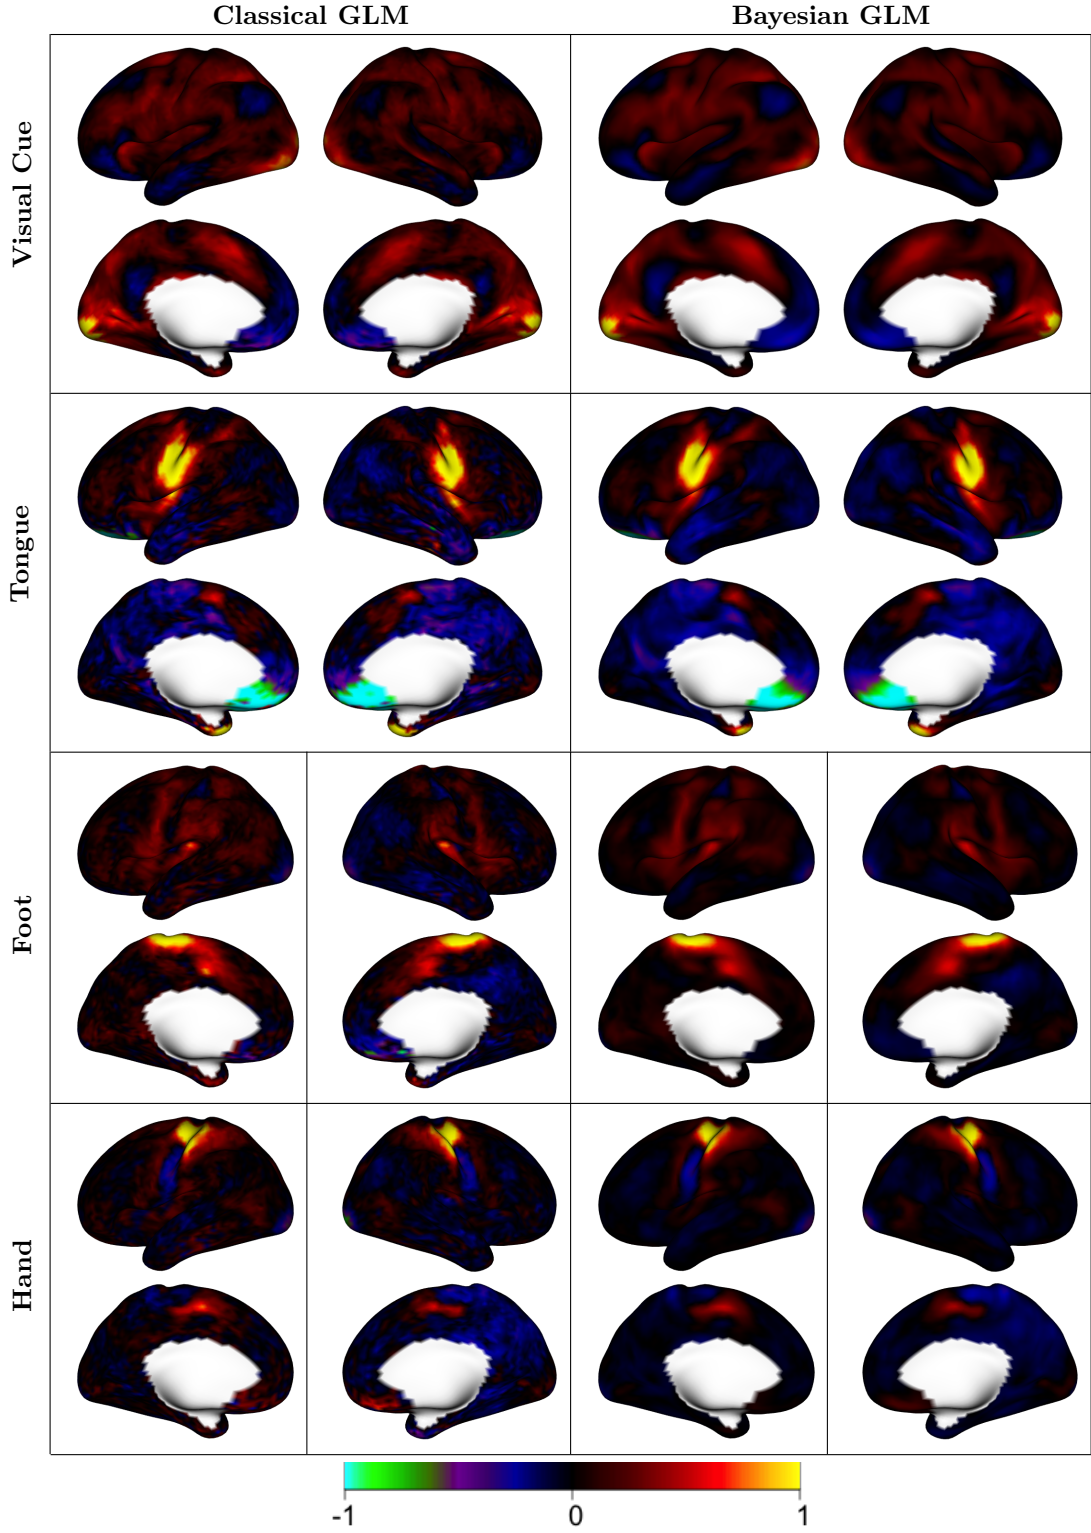 Classical GLM
Bayesian GLM
Visual Cue
Tongue
Foot
Hand
-1
0
1